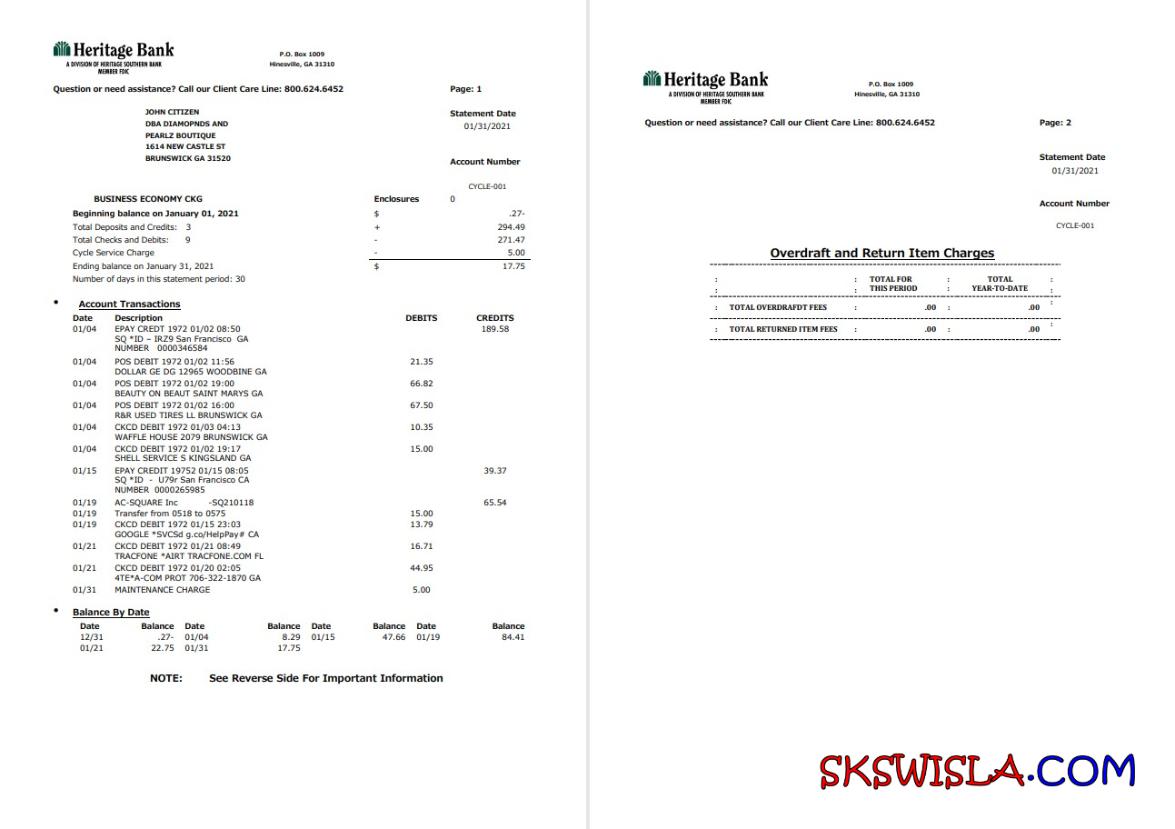 Heritage Bank
A DIVISION OF HERITAGE SOUTHERN BANK
MEMBER FDIC
P.O. Box 1009
Hinesville, GA 31310
Question or need assistance? Call our Client Care Line: 800.624.6452
Page: 1
JOHN CITIZEN
DBA DIAMOPNDS AND
PEARLZ BOUTIQUE
1614 NEW CASTLE ST
BRUNSWICK GA 31520
Statement Date
01/31/2021
Account Number
CYCLE-001
BUSINESS ECONOMY CKG Enclosures 0
Beginning balance on January 01, 2021 $ .27-
Total Deposits and Credits: 3 + 294.49
Total Checks and Debits: 9 - 271.47
Cycle Service Charge - 5.00
Ending balance on January 31, 2021 $ 17.75
Number of days in this statement period: 30
* Account Transactions
Date Description DEBITS CREDITS
01/04 EPAY CREDT 1972 01/02 08:50 189.58
SQ *ID – IRZ9 San Francisco GA
NUMBER 0000346584
01/04 POS DEBIT 1972 01/02 11:56 21.35
DOLLAR GE DG 12965 WOODBINE GA
01/04 POS DEBIT 1972 01/02 19:00 66.82
BEAUTY ON BEAUT SAINT MARYS GA
01/04 POS DEBIT 1972 01/02 16:00 67.50
R&R USED TIRES LL BRUNSWICK GA
01/04 CKCD DEBIT 1972 01/03 04:13 10.35
WAFFLE HOUSE 2079 BRUNSWICK GA
01/04 CKCD DEBIT 1972 01/02 19:17 15.00
SHELL SERVICE S KINGSLAND GA
01/15 EPAY CREDIT 19752 01/15 08:05 39.37
SQ *ID - U79r San Francisco CA
NUMBER 0000265985
01/19 AC-SQUARE Inc -SQ210118 65.54
01/19 Transfer from 0518 to 0575 15.00
01/19 CKCD DEBIT 1972 01/15 23:03 13.79
GOOGLE *SVCSd g.co/HelpPay# CA
01/21 CKCD DEBIT 1972 01/21 08:49 16.71
TRACFONE *AIRT TRACFONE.COM FL
01/21 CKCD DEBIT 1972 01/20 02:05 44.95
4TE*A-COM PROT 706-322-1870 GA
01/31 MAINTENANCE CHARGE 5.00
* Balance By Date
Date Balance Date Balance Date Balance Date Balance
12/31 .27- 01/04 8.29 01/15 47.66 01/19 84.41
01/21 22.75 01/31 17.75
NOTE: See Reverse Side For Important Information
Heritage Bank
A DIVISION OF HERITAGE SOUTHERN BANK
MEMBER FDIC
P.O. Box 1009
Hinesville, GA 31310
Question or need assistance? Call our Client Care Line: 800.624.6452
Page: 2
Statement Date
01/31/2021
Account Number
CYCLE-001
Overdraft and Return Item Charges
: : TOTAL FOR : TOTAL :
: : THIS PERIOD : YEAR-TO-DATE :
: TOTAL OVERDRAFDT FEES : .00 : .00 :
: TOTAL RETURNED ITEM FEES : .00 : .00 :
SKSWISLA.COM